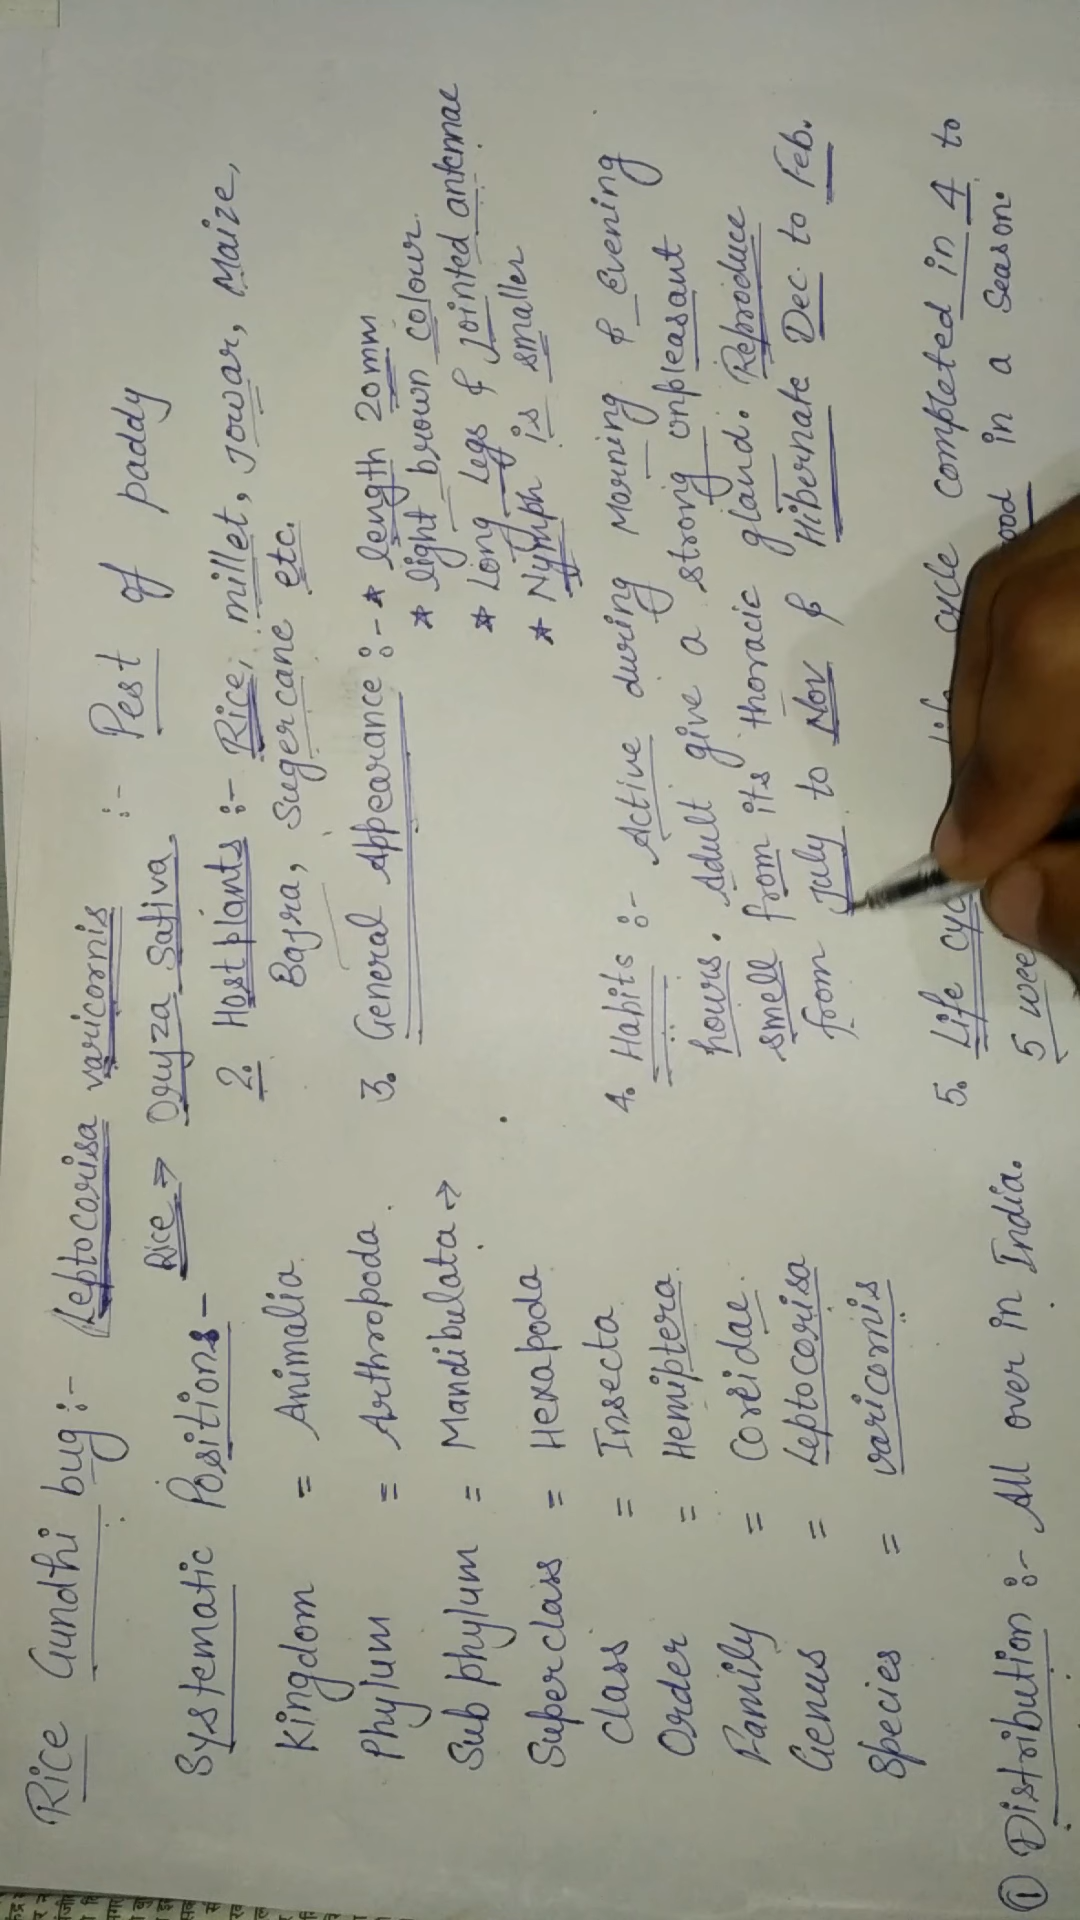 Rice Gundhi bug :- Leptocorisa varicornis :- Pest of paddy
Rice → Oryza Sativa.
Systematic Positions-
Kingdom = Animalia.
Phylum = Arthropoda.
Sub phylum = Mandibulata →
Superclass = Hexapoda
Class = Insecta
Order = Hemiptera
Family = Coreidae.
Genus = Leptocorisa
Species = varicornis
① Distribution :- All over in India.
2. Host plants :- Rice, millet, Jowar, Maize,
Bajra, Sugercane etc.
3. General Appearance :- * length 20mm
* light brown colour
* Long Legs & Jointed antennae
* Nymph is smaller
4. Habits :- Active during Morning & Evening
hours. Adult give a strong unpleasant
smell from its thoracic gland. Reproduce
from July to Nov & Hibernate Dec. to Feb.
5. Life cycle completed in 4 to
5 in a Season.